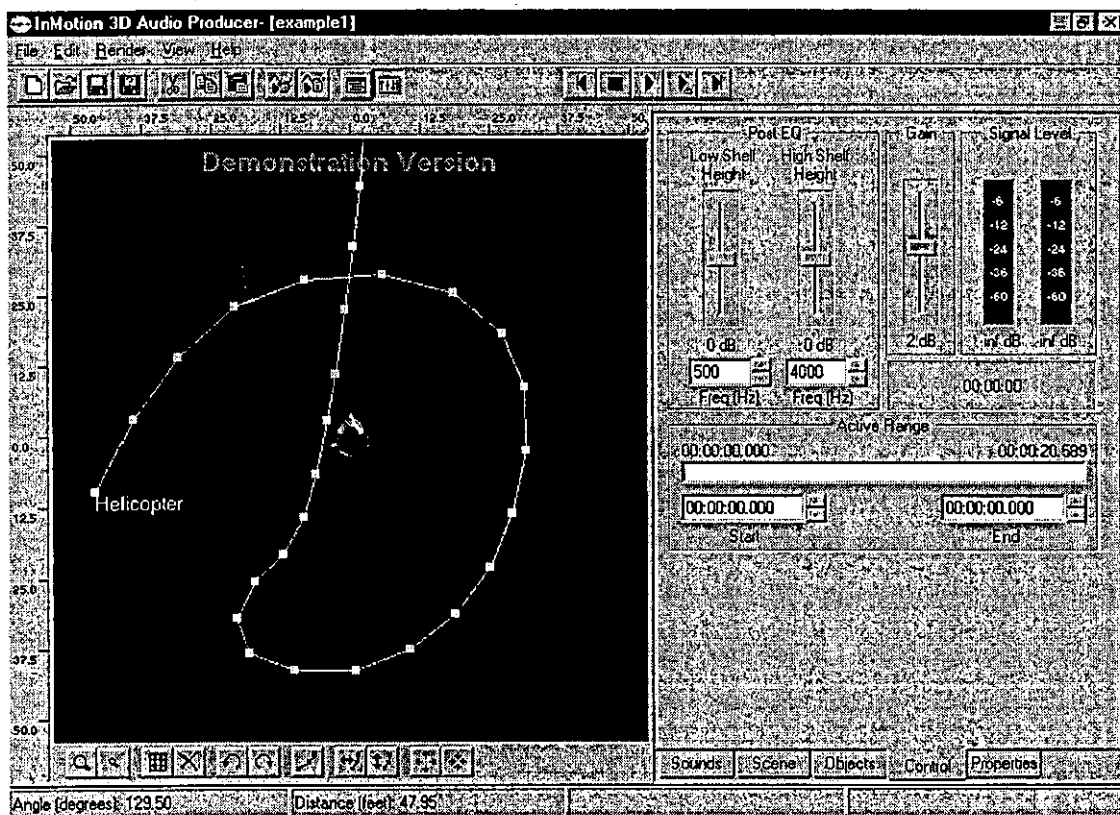 InMotion 3D Audio Producer- [example1]
File Edit Render View Help
50.0 37.5 25.0 12.5 0.0 12.5 25.0 37.5 50.
50.0
37.5
25.0
12.5
0.0
12.5
25.0
37.5
50.0
Demonstration Version
Helicopter
Post EQ
Low Shelf Height
High Shelf Height
0 dB
0 dB
500
4000
Freq (Hz)
Freq (Hz)
Gain
2 dB
Signal Level
-6 -6
-12 -12
-24 -24
-36 -36
-60 -60
-inf dB -inf dB
00:00:00
Active Range
00:00:00.000 00:00:20.689
00:00:00.000 00:00:00.000
Start End
Sounds Scene Objects Control Properties
Angle (degrees): 129.50 Distance (feet): 47.95